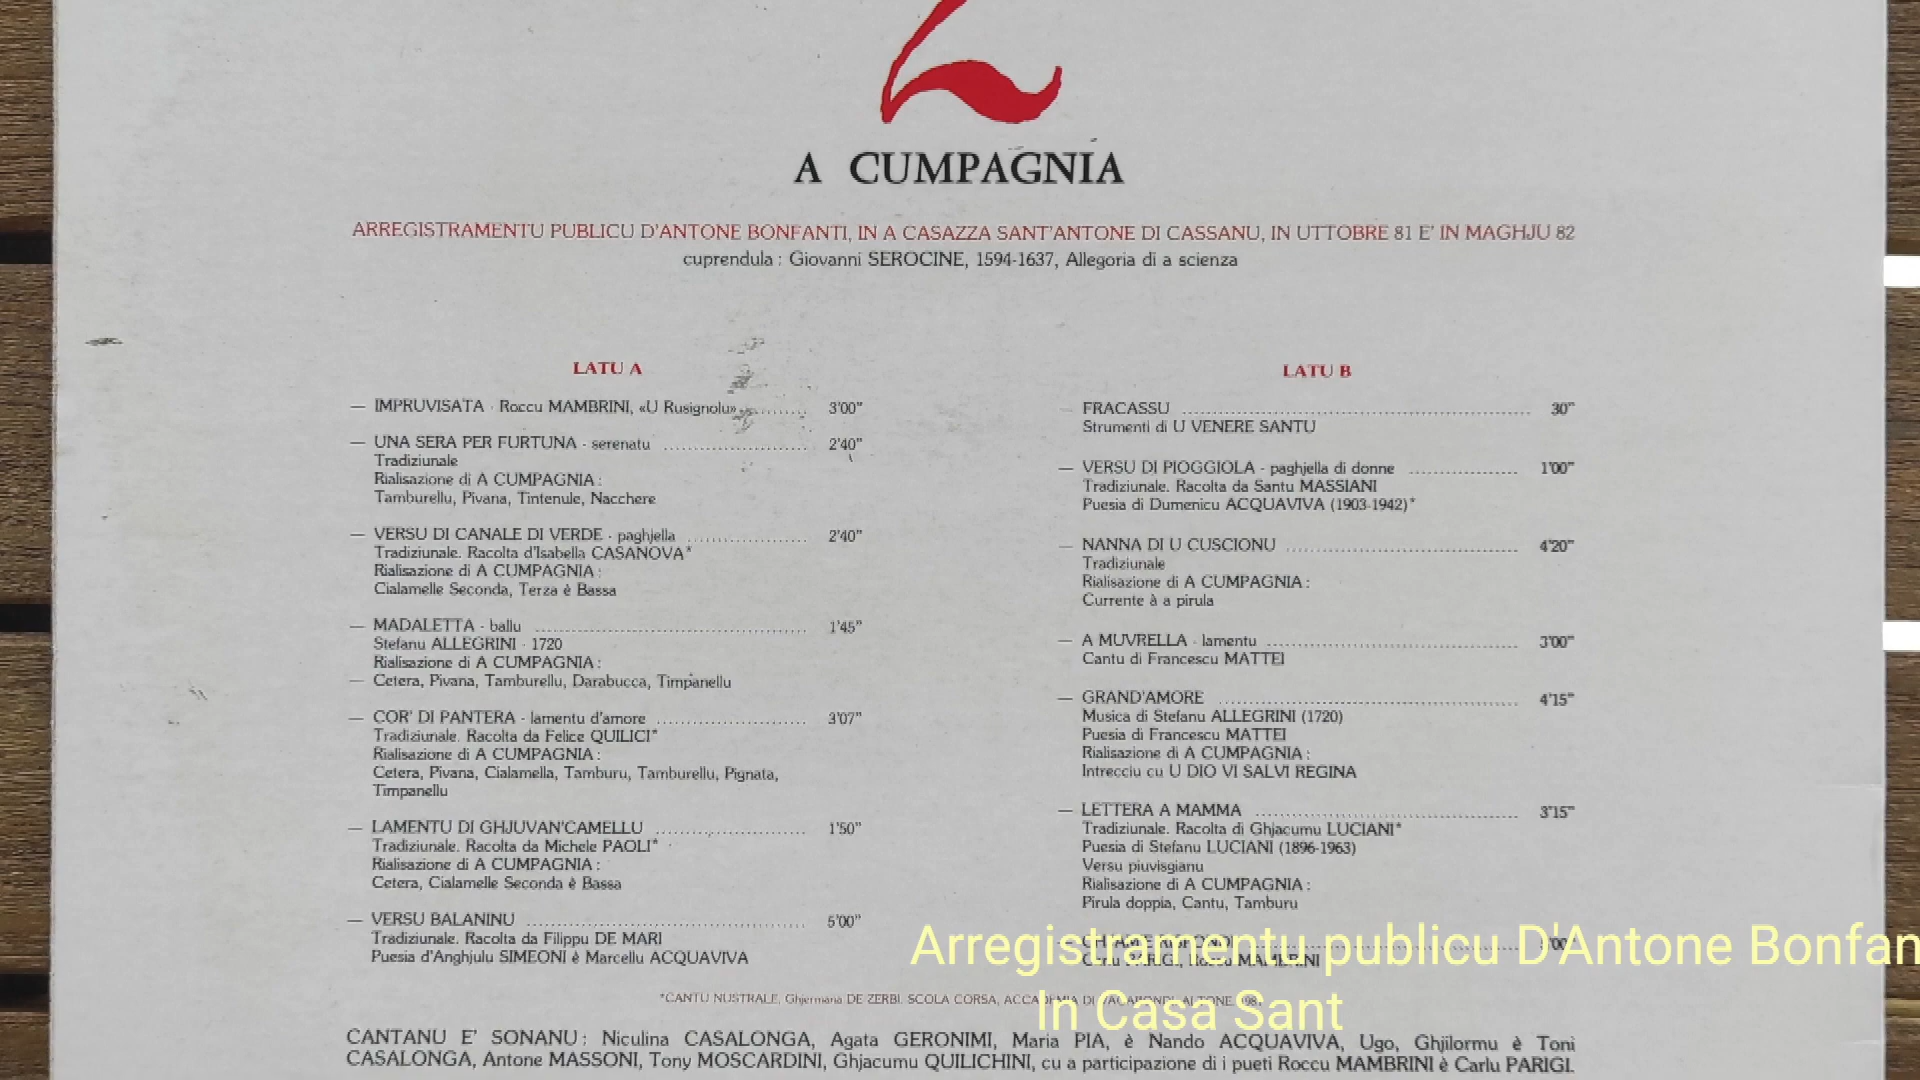 2
A CUMPAGNIA
ARREGISTRAMENTU PUBLICU D'ANTONE BONFANTI, IN A CASAZZA SANT'ANTONE DI CASSANU, IN UTTOBRE 81 E' IN MAGHJU 82
cuprendula : Giovanni SEROCINE, 1594-1637, Allegoria di a scienza
LATU A
— IMPRUVISATA - Roccu MAMBRINI, «U Rusignolu» ........ 3'00"
— UNA SERA PER FURTUNA - serenatu ........ 2'40"
Tradiziunale
Rialisazione di A CUMPAGNIA :
Tamburellu, Pivana, Tintenule, Nacchere
— VERSU DI CANALE DI VERDE - paghjella ........ 2'40"
Tradiziunale. Racolta d'Isabella CASANOVA*
Rialisazione di A CUMPAGNIA :
Cialamelle Seconda, Terza è Bassa
— MADALETTA - ballu ........ 1'45"
Stefanu ALLEGRINI - 1720
Rialisazione di A CUMPAGNIA :
— Cetera, Pivana, Tamburellu, Darabucca, Timpanellu
— COR' DI PANTERA - lamentu d'amore ........ 3'07"
Tradiziunale. Racolta da Felice QUILICI*
Rialisazione di A CUMPAGNIA :
Cetera, Pivana, Cialamella, Tamburu, Tamburellu, Pignata,
Timpanellu
— LAMENTU DI GHJUVAN'CAMELLU ........ 1'50"
Tradiziunale. Racolta da Michele PAOLI*
Rialisazione di A CUMPAGNIA :
Cetera, Cialamelle Seconda è Bassa
— VERSU BALANINU ........ 5'00"
Tradiziunale. Racolta da Filippu DE MARI
Puesia d'Anghjulu SIMEONI è Marcellu ACQUAVIVA
LATU B
— FRACASSU ........ 30"
Strumenti di U VENERE SANTU
— VERSU DI PIOGGIOLA - paghjella di donne ........ 1'00"
Tradiziunale. Racolta da Santu MASSIANI
Puesia di Dumenicu ACQUAVIVA (1903-1942)*
— NANNA DI U CUSCIONU ........ 4'20"
Tradiziunale
Rialisazione di A CUMPAGNIA :
Currente à a pirula
— A MUVRELLA - lamentu ........ 3'00"
Cantu di Francescu MATTEI
— GRAND'AMORE ........ 4'15"
Musica di Stefanu ALLEGRINI (1720)
Puesia di Francescu MATTEI
Rialisazione di A CUMPAGNIA :
Intrecciu cu U DIO VI SALVI REGINA
— LETTERA A MAMMA ........ 3'15"
Tradiziunale. Racolta di Ghjacumu LUCIANI*
Puesia di Stefanu LUCIANI (1896-1963)
Versu piuvisgianu
Rialisazione di A CUMPAGNIA :
Pirula doppia, Cantu, Tamburu
Carlu PARIGI, Roccu MAMBRINI
Arregistramentu publicu D'Antone Bonfan
In Casa Sant
*CANTU NUSTRALE, Ghjermana DE ZERBI. SCOLA CORSA, ACCADEMIA DI VAGABONDI
CANTANU E' SONANU : Niculina CASALONGA, Agata GERONIMI, Maria PIA, è Nando ACQUAVIVA, Ugo, Ghjilormu è Toni
CASALONGA, Antone MASSONI, Tony MOSCARDINI, Ghjacumu QUILICHINI, cu a participazione di i pueti Roccu MAMBRINI è Carlu PARIGI.